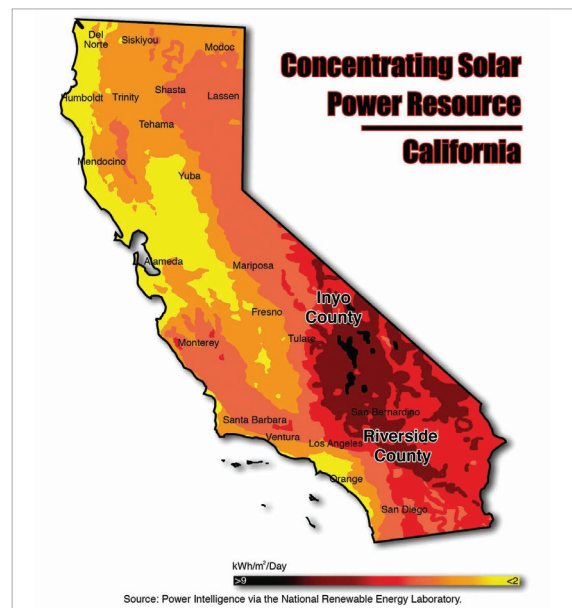 Concentrating Solar
Power Resource
California
Del
Norte
Siskiyou
Modoc
Humboldt
Trinity
Shasta
Lassen
Tehama
Mendocino
Yuba
Alameda
Mariposa
Inyo
County
Fresno
Tulare
Monterey
San Bernardino
Santa Barbara
Riverside
County
Ventura
Los Angeles
Orange
San Diego
kWh/m²/Day
>9
<2
Source: Power Intelligence via the National Renewable Energy Laboratory.